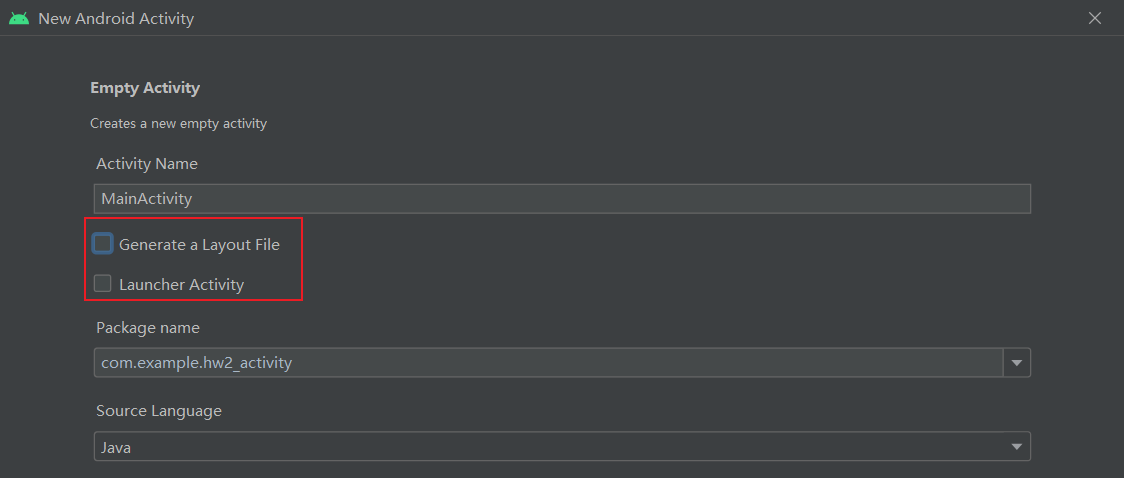 New Android Activity
Empty Activity
Creates a new empty activity
Activity Name
MainActivity
Generate a Layout File
Launcher Activity
Package name
com.example.hw2_activity
Source Language
Java